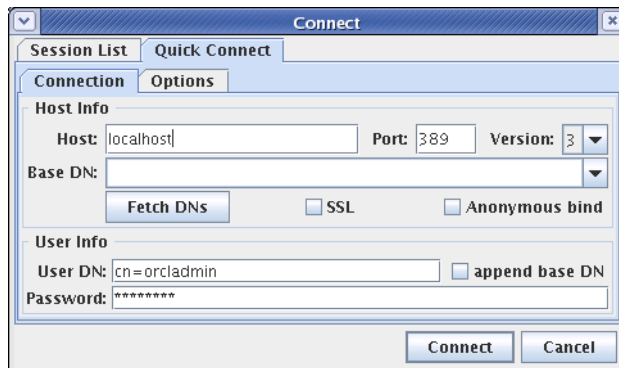 Connect
Session List Quick Connect
Connection Options
Host Info
Host: localhost Port: 389 Version: 3
Base DN:
Fetch DNs SSL Anonymous bind
User Info
User DN: cn=orcladmin append base DN
Password: ********
Connect Cancel